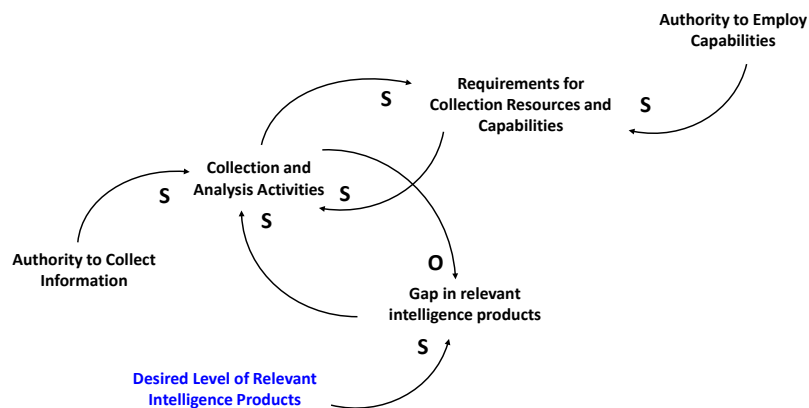 Authority to Employ
Capabilities
Requirements for
Collection Resources and
Capabilities
S
S
Collection and
Analysis Activities
S
S
S
Authority to Collect
Information
O
Gap in relevant
intelligence products
S
Desired Level of Relevant
Intelligence Products